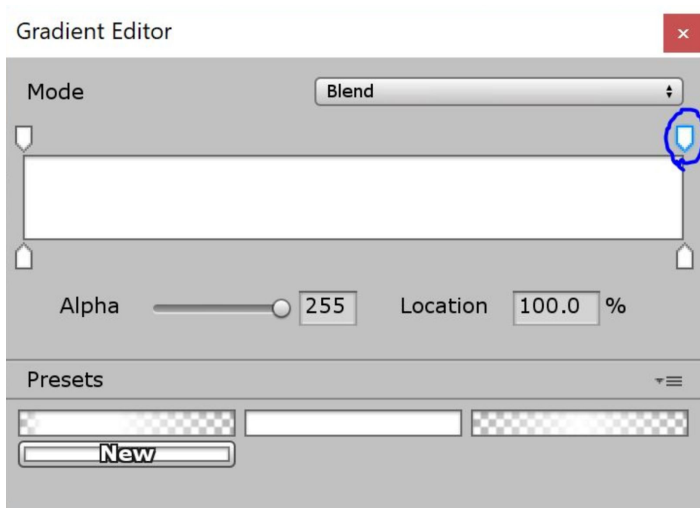 Gradient Editor
Mode Blend
Alpha 255 Location 100.0 %
Presets
New